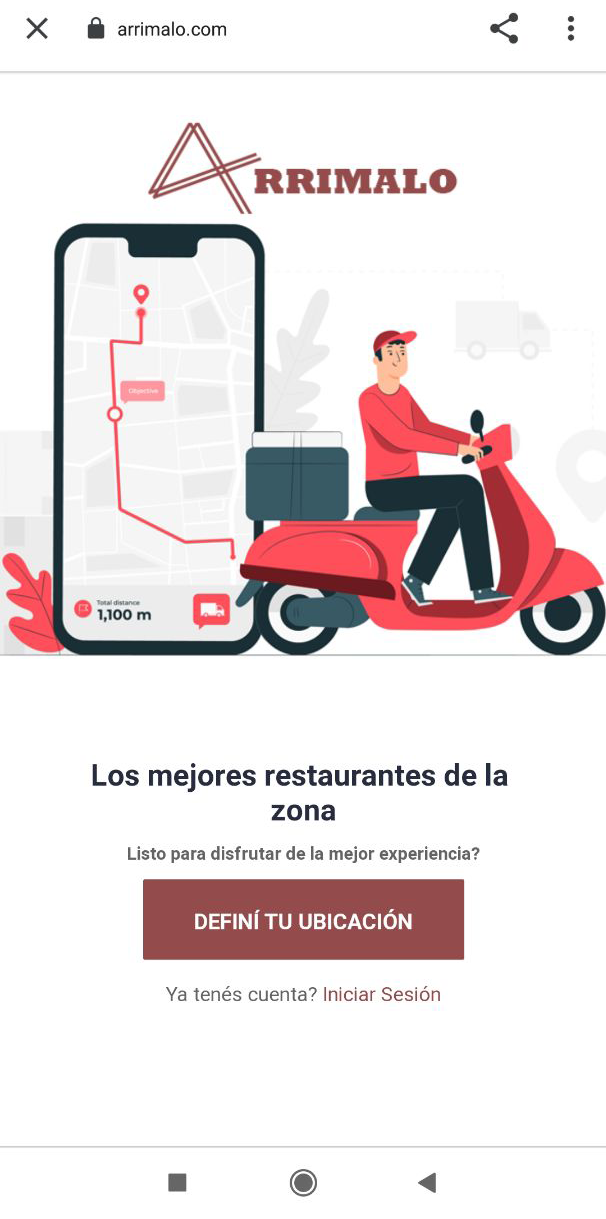 arrimalo.com
ARRIMALO
Objective
Total distance
1,100 m
Los mejores restaurantes de la
zona
Listo para disfrutar de la mejor experiencia?
DEFINÍ TU UBICACIÓN
Ya tenés cuenta? Iniciar Sesión